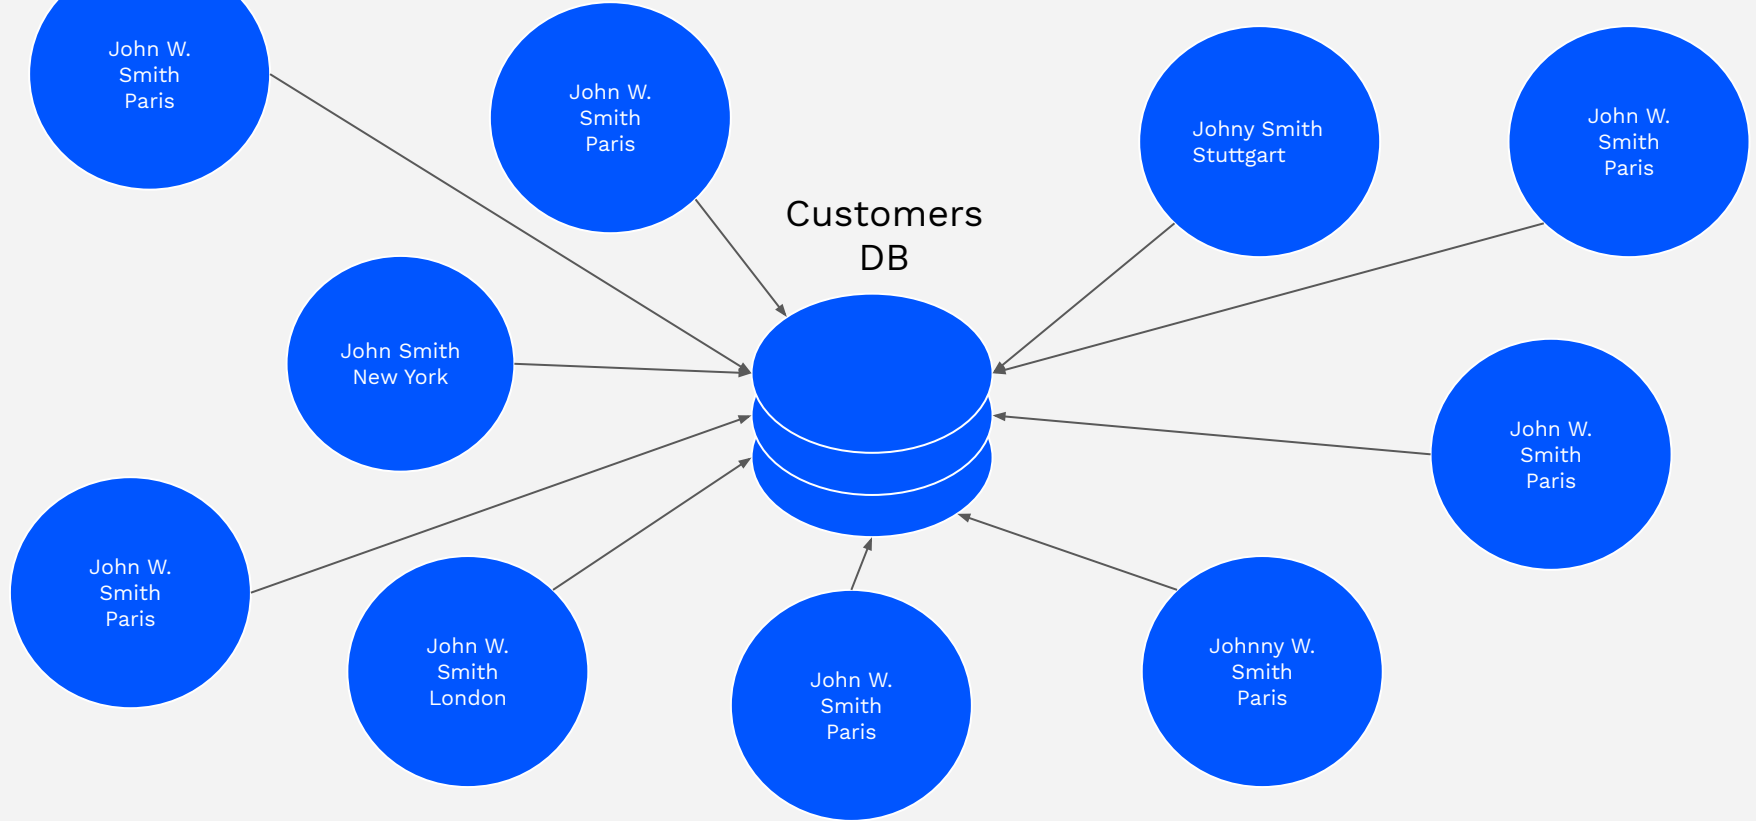 John W.
Smith
Paris
John W.
Smith
Paris
Johny Smith
Stuttgart
John W.
Smith
Paris
Customers
DB
John Smith
New York
John W.
Smith
Paris
John W.
Smith
Paris
John W.
Smith
London
John W.
Smith
Paris
Johnny W.
Smith
Paris